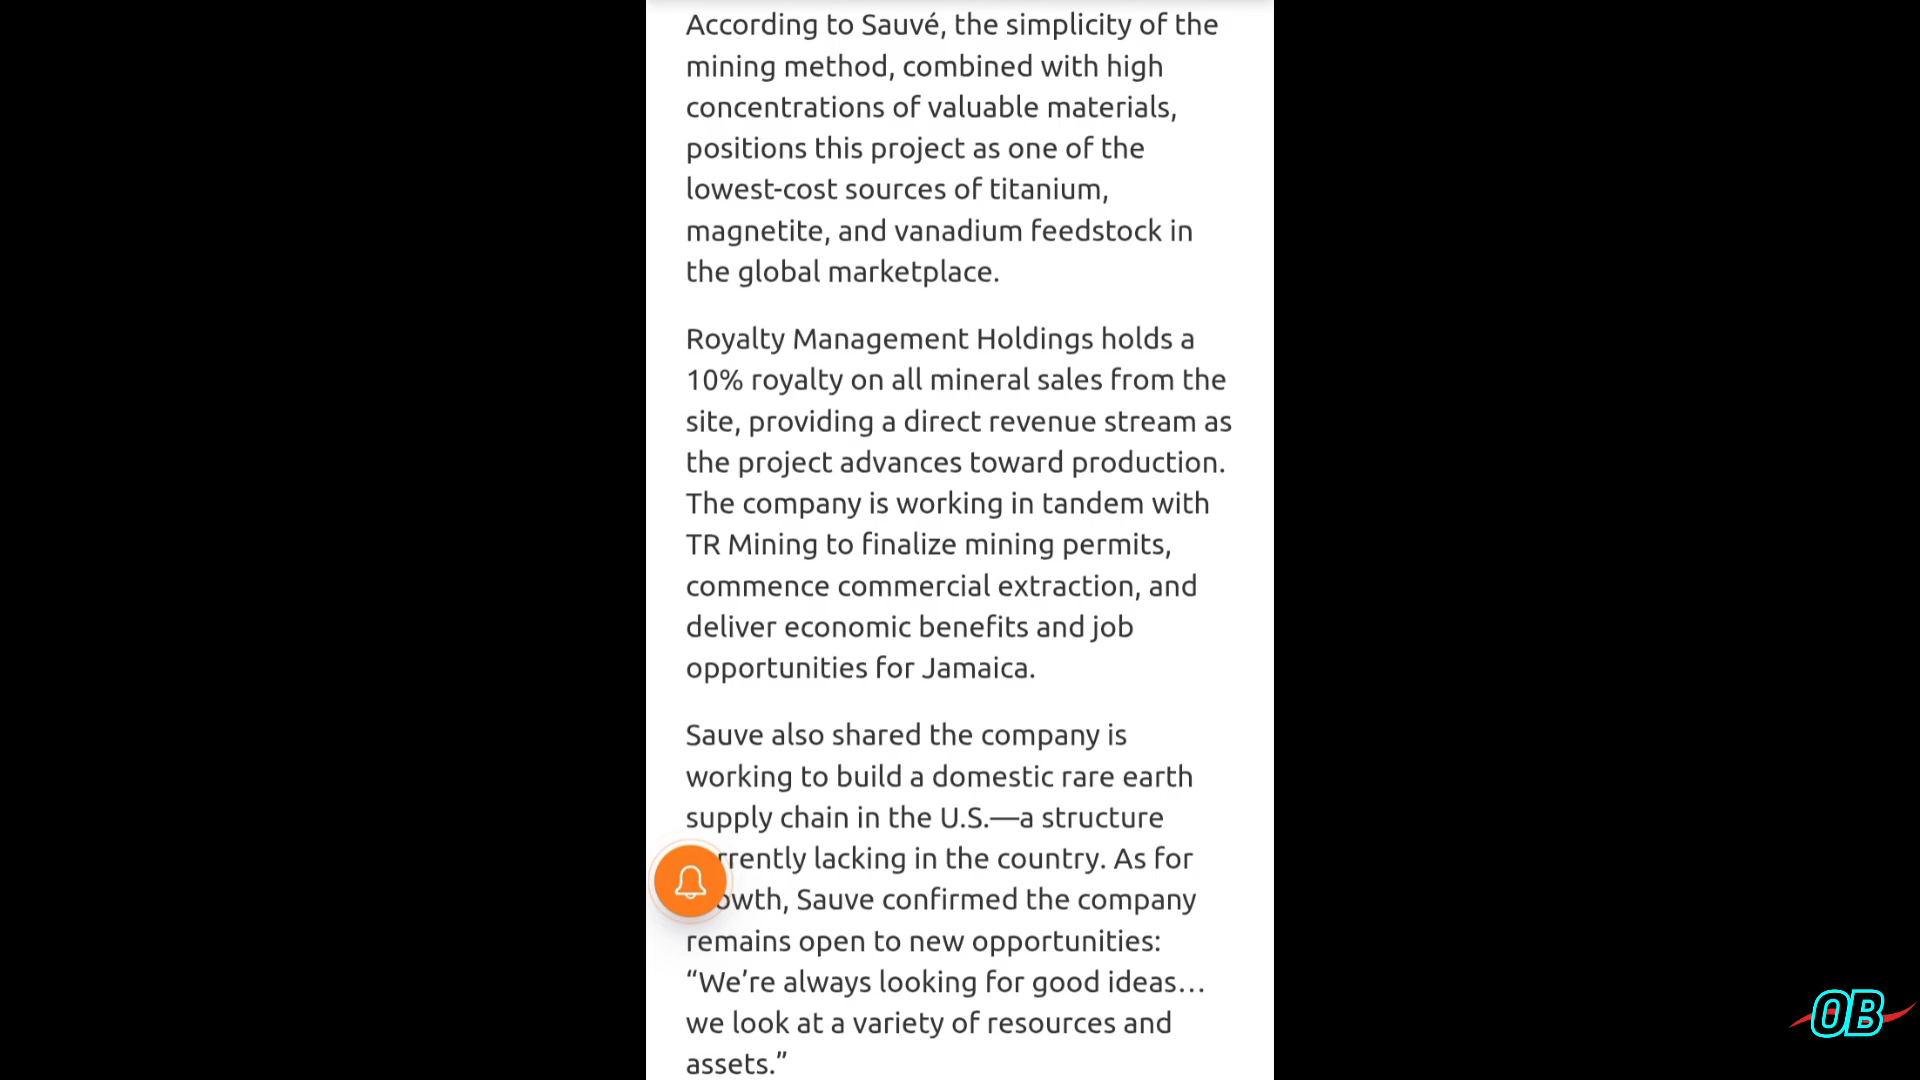 According to Sauvé, the simplicity of the
mining method, combined with high
concentrations of valuable materials,
positions this project as one of the
lowest-cost sources of titanium,
magnetite, and vanadium feedstock in
the global marketplace.
Royalty Management Holdings holds a
10% royalty on all mineral sales from the
site, providing a direct revenue stream as
the project advances toward production.
The company is working in tandem with
TR Mining to finalize mining permits,
commence commercial extraction, and
deliver economic benefits and job
opportunities for Jamaica.
Sauve also shared the company is
working to build a domestic rare earth
supply chain in the U.S.—a structure
lacking in the country. As for
Sauve confirmed the company
remains open to new opportunities:
“We’re always looking for good ideas…
we look at a variety of resources and
assets.”
OB